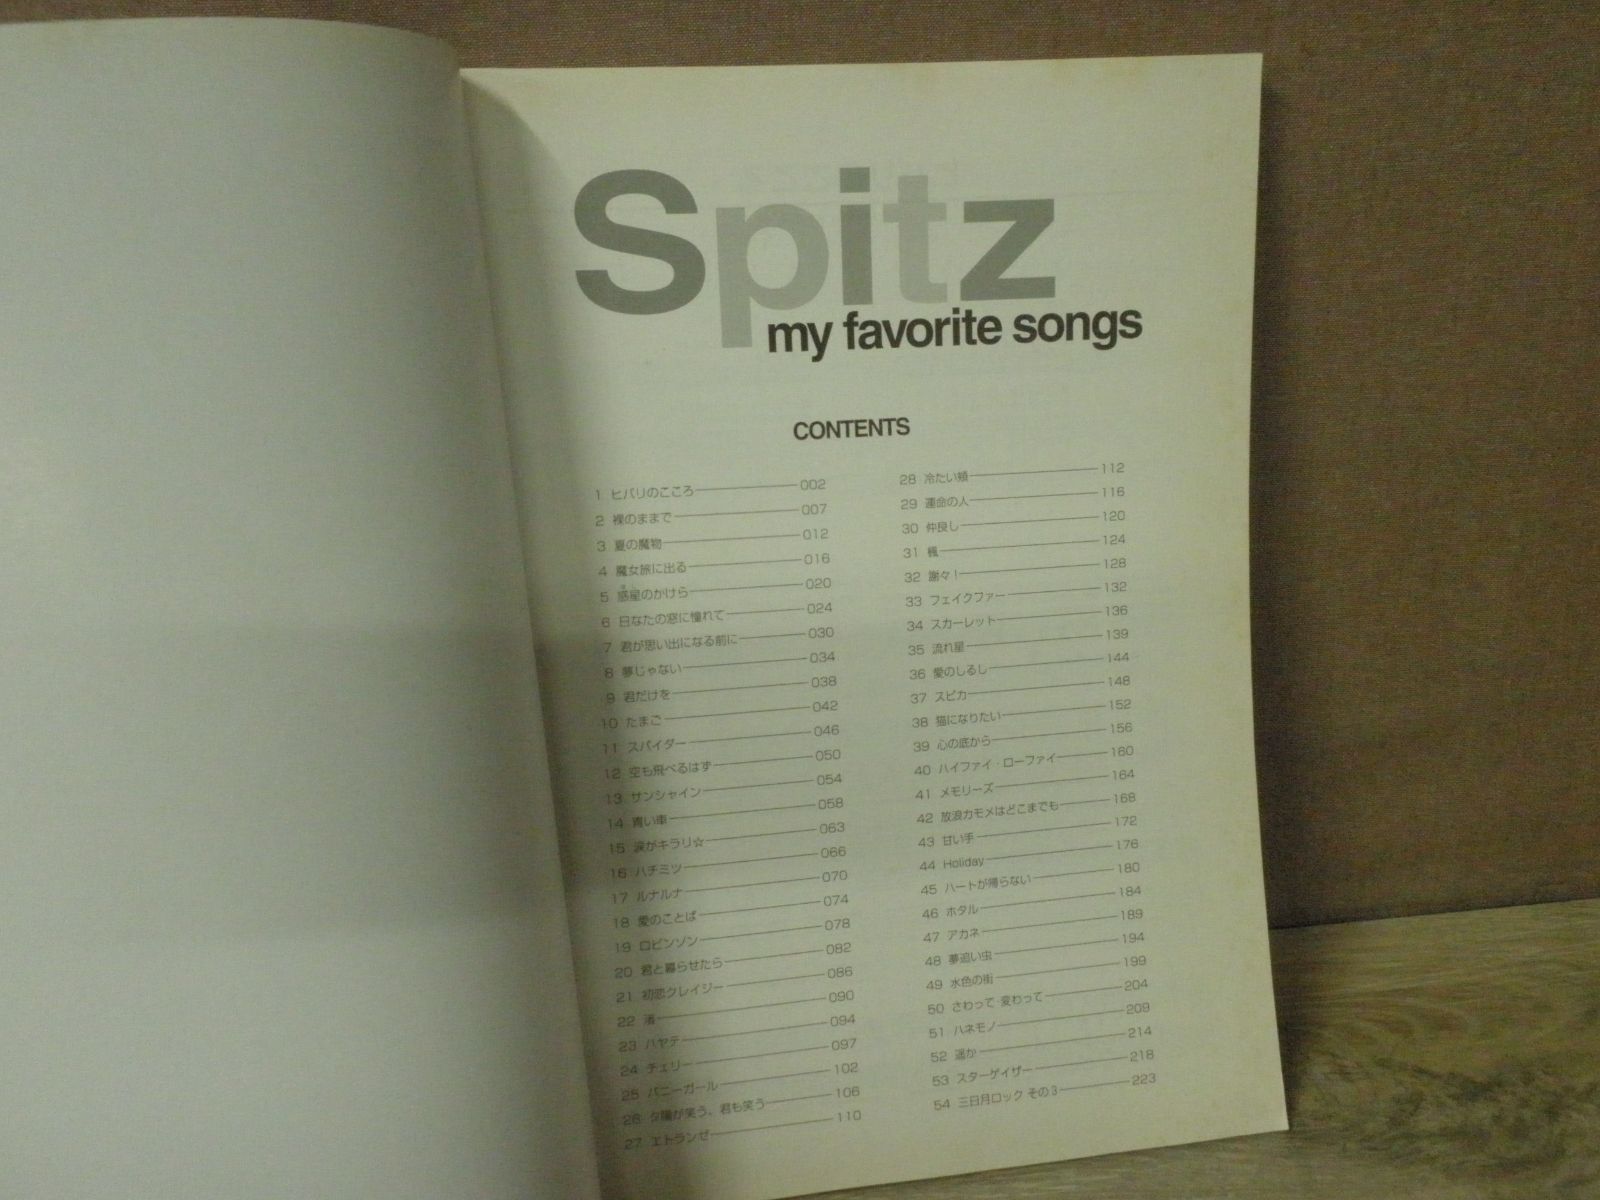 Spitz
my favorite songs
CONTENTS
1 ヒバリのこころ 002
2 裸のままで 007
3 夏の魔物 012
4 魔女旅に出る 016
5 惑星のかけら 020
6 日なたの窓に憧れて 024
7 君が思い出になる前に 030
8 夢じゃない 034
9 君だけを 038
10 たまご 042
11 スパイダー 046
12 空も飛べるはず 050
13 サンシャイン 054
14 青い車 058
15 涙がキラリ☆ 063
16 ハチミツ 066
17 ルナルナ 070
18 愛のことば 074
19 ロビンソン 078
20 君と暮らせたら 082
21 初恋クレイジー 086
22 渚 090
23 ハヤテ 094
24 チェリー 097
25 バニーガール 102
26 夕陽が笑う、君も笑う 106
27 エトランゼ 110
28 冷たい頬 112
29 運命の人 116
30 仲良し 120
31 楓 124
32 謝々！ 128
33 フェイクファー 132
34 スカーレット 136
35 流れ星 139
36 愛のしるし 144
37 スピカ 148
38 猫になりたい 152
39 心の底から 156
40 ハイファイ・ローファイ 160
41 メモリーズ 164
42 放浪カモメはどこまでも 168
43 甘い手 172
44 Holiday 176
45 ハートが帰らない 180
46 ホタル 184
47 アカネ 189
48 夢追い虫 194
49 水色の街 199
50 さわって・変わって 204
51 ハネモノ 209
52 遥か 214
53 スターゲイザー 218
54 三日月ロック その3 223